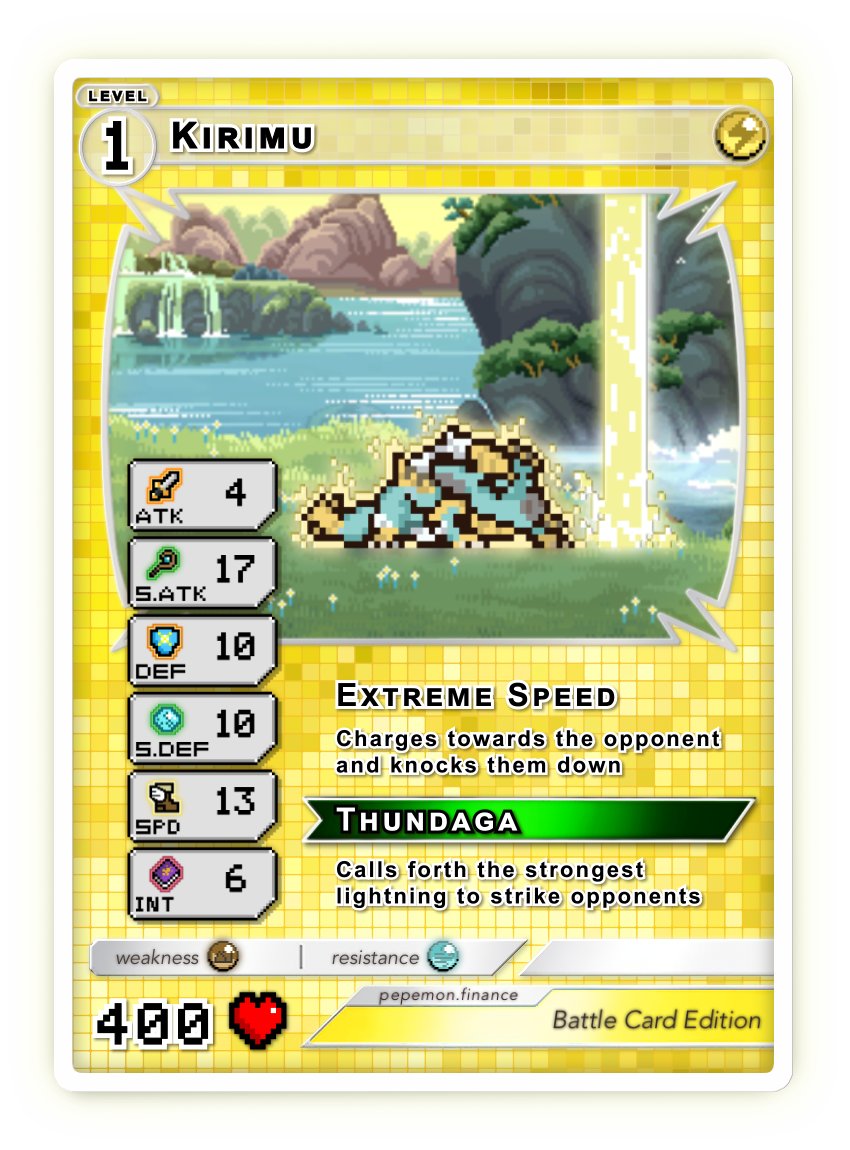 LEVEL
1 KIRIMU
4
ATK
17
S.ATK
10
DEF
10
S.DEF
13
SPD
6
INT
EXTREME SPEED
Charges towards the opponent
and knocks them down
THUNDAGA
Calls forth the strongest
lightning to strike opponents
weakness | resistance
400
pepemon.finance
Battle Card Edition